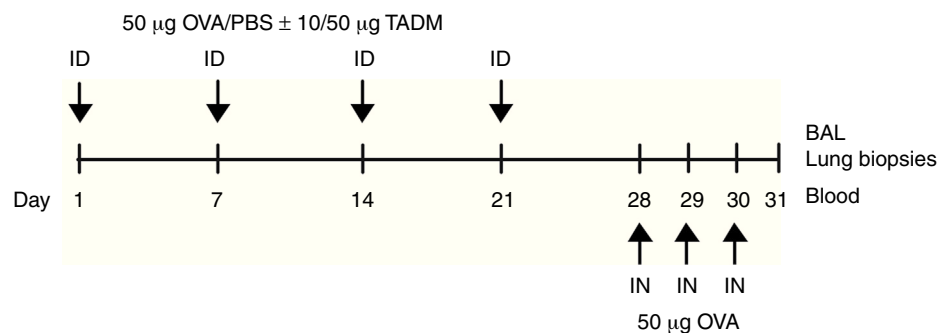 50 μg OVA/PBS ± 10/50 μg TADM
ID ID ID ID
BAL
Lung biopsies
Day 1 7 14 21 28 29 30 31 Blood
IN IN IN
50 μg OVA